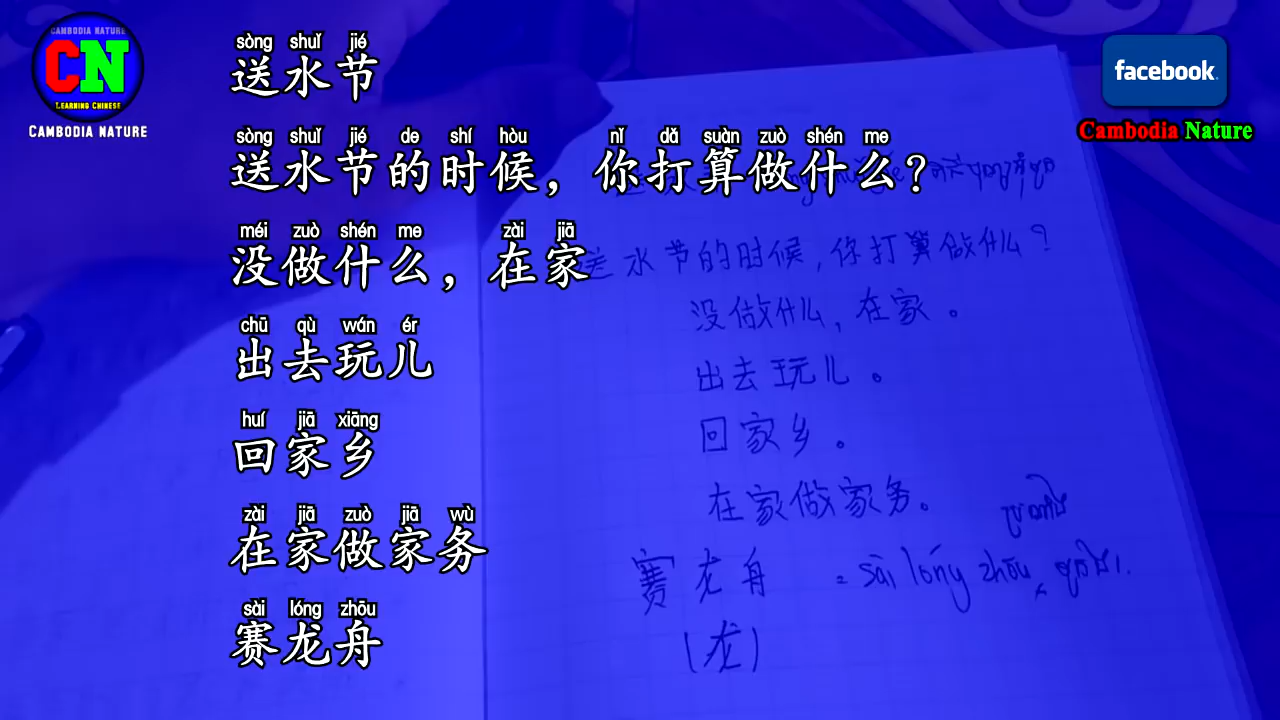 CAMBODIA NATURE
CN
LEARNING CHINESE
CAMBODIA NATURE
facebook
Cambodia Nature
sòng shuǐ jié
送水节
sòng shuǐ jié de shí hòu nǐ dǎ suàn zuò shén me
送水节的时候，你打算做什么？
méi zuò shén me zài jiā
没做什么，在家
chū qù wán ér
出去玩儿
huí jiā xiāng
回家乡
zài jiā zuò jiā wù
在家做家务
sài lóng zhōu
赛龙舟
送水节的时候,你打算做什么?
没做什么,在家。
出去玩儿。
回家乡。
在家做家务。
赛龙舟 = sài lóng zhōu
(龙)